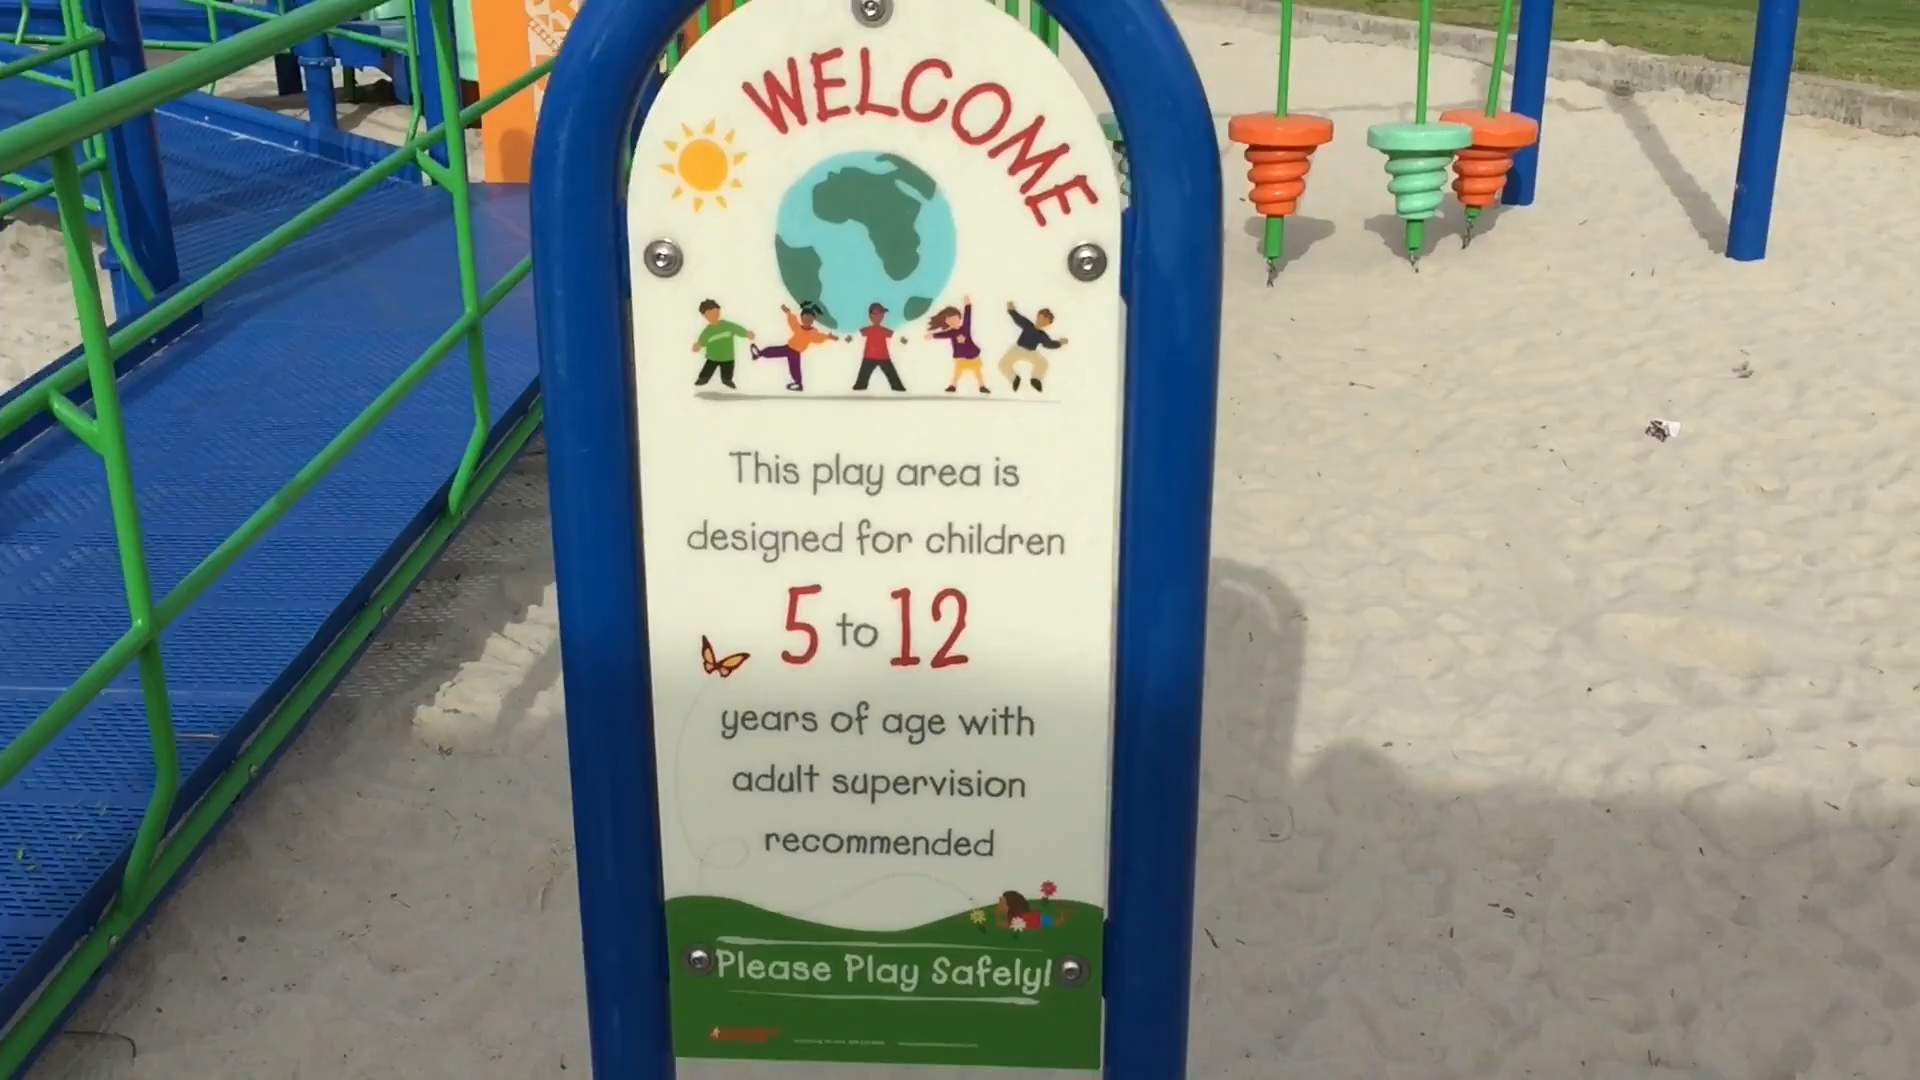 WELCOME
This play area is
designed for children
5 to 12
years of age with
adult supervision
recommended
Please Play Safely!